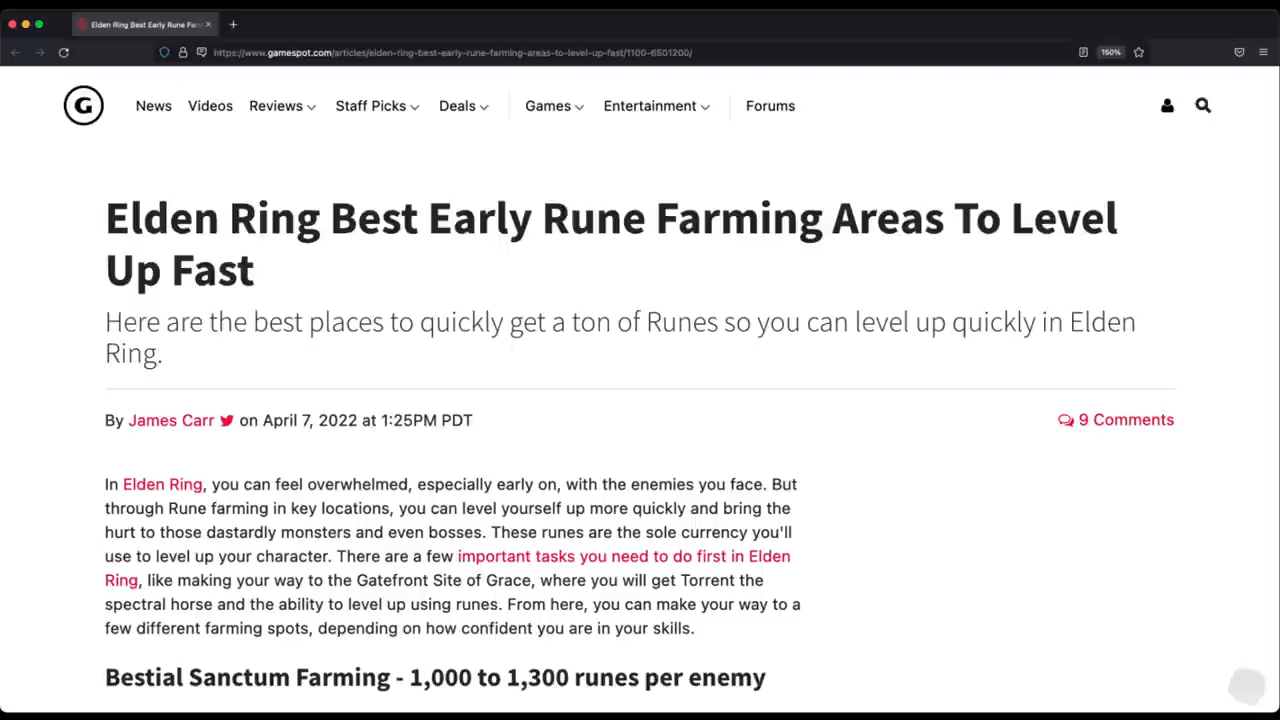 Elden Ring Best Early Rune Far
https://www.gamespot.com/articles/elden-ring-best-early-rune-farming-areas-to-level-up-fast/1100-6501200/
150%
G
News Videos Reviews Staff Picks Deals Games Entertainment Forums
Elden Ring Best Early Rune Farming Areas To Level
Up Fast
Here are the best places to quickly get a ton of Runes so you can level up quickly in Elden
Ring.
By James Carr on April 7, 2022 at 1:25PM PDT
9 Comments
In Elden Ring, you can feel overwhelmed, especially early on, with the enemies you face. But
through Rune farming in key locations, you can level yourself up more quickly and bring the
hurt to those dastardly monsters and even bosses. These runes are the sole currency you'll
use to level up your character. There are a few important tasks you need to do first in Elden
Ring, like making your way to the Gatefront Site of Grace, where you will get Torrent the
spectral horse and the ability to level up using runes. From here, you can make your way to a
few different farming spots, depending on how confident you are in your skills.
Bestial Sanctum Farming - 1,000 to 1,300 runes per enemy